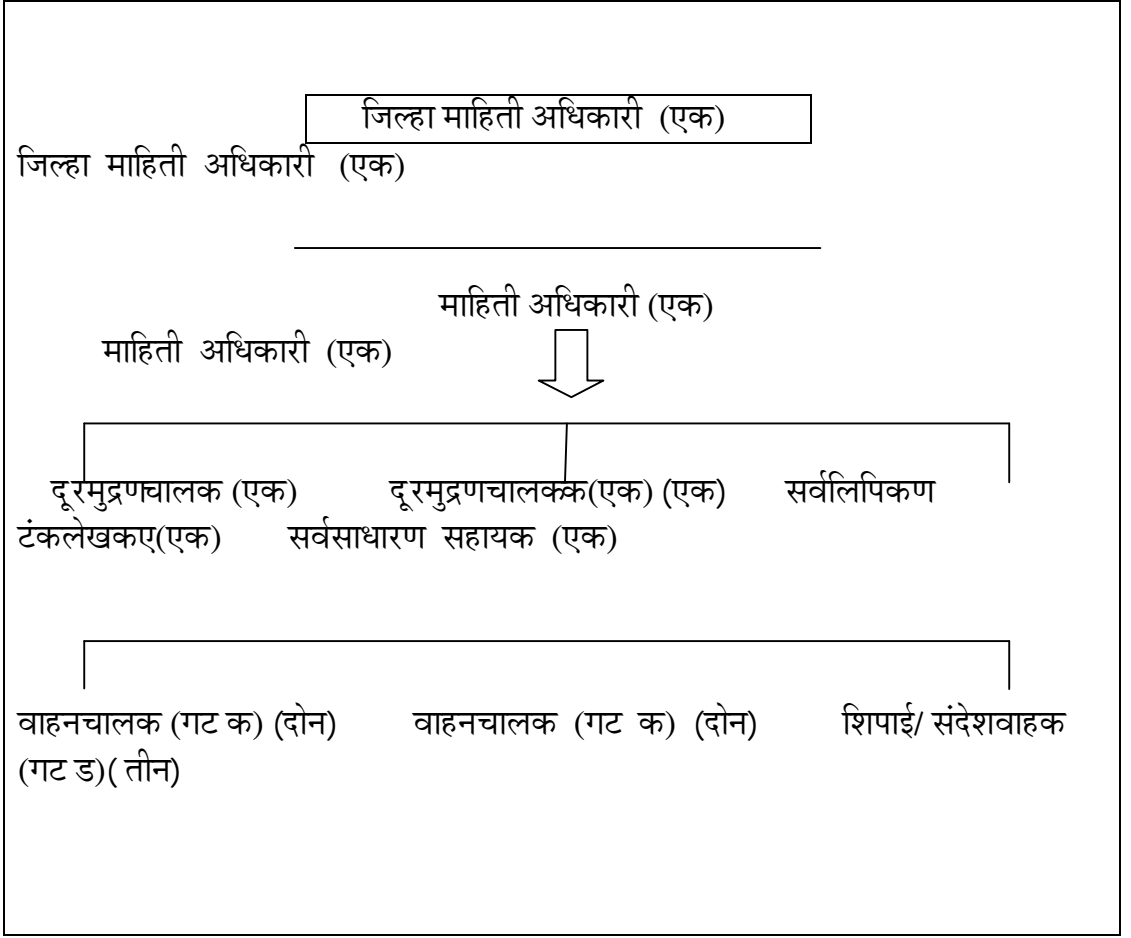 जिल्हा माहिती अधिकारी (एक)
जिल्हा माहिती अधिकारी (एक)
माहिती अधिकारी (एक)
माहिती अधिकारी (एक)
दूरमुद्रणचालक (एक) दूरमुद्रणचालकक(एक) (एक) सर्वलिपिकण
टंकलेखकए(एक) सर्वसाधारण सहायक (एक)
वाहनचालक (गट क) (दोन) वाहनचालक (गट क) (दोन) शिपाई/ संदेशवाहक
(गट ड)( तीन)